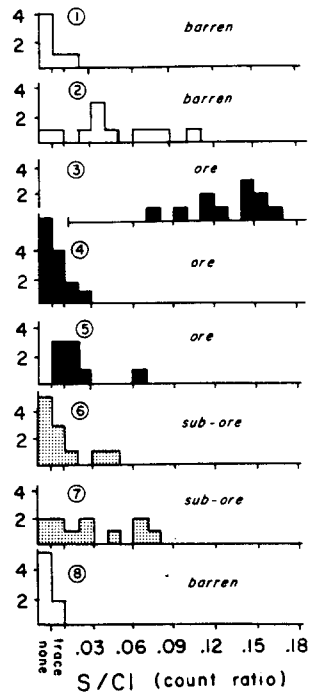 4
2
①
barren
4
2
②
barren
4
2
③
ore
4
2
④
ore
4
2
⑤
ore
4
2
⑥
sub-ore
4
2
⑦
sub-ore
4
2
⑧
barren
none
trace
.03 .06 .09 .12 .15 .18
S/Cl (count ratio)